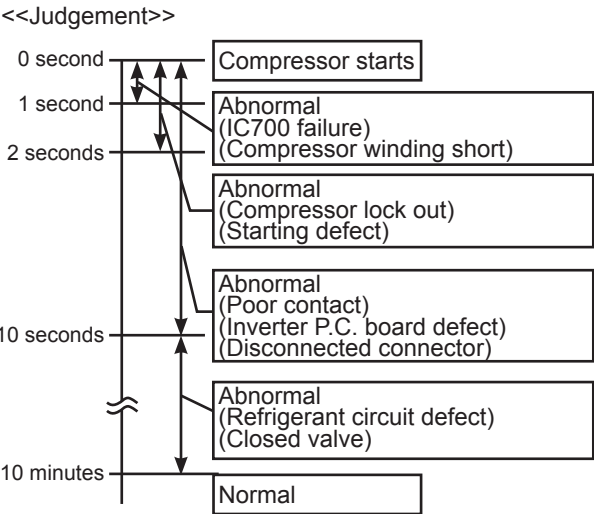 <<Judgement>>
0 second
Compressor starts
1 second
Abnormal
(IC700 failure)
(Compressor winding short)
2 seconds
Abnormal
(Compressor lock out)
(Starting defect)
Abnormal
(Poor contact)
(Inverter P.C. board defect)
(Disconnected connector)
10 seconds
Abnormal
(Refrigerant circuit defect)
(Closed valve)
10 minutes
Normal